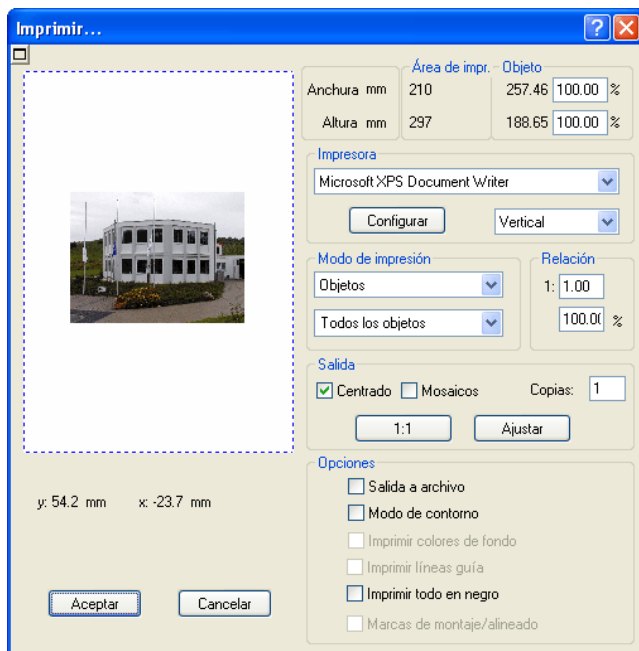 Imprimir...
Área de impr. Objeto
Anchura mm 210 257.46 100.00 %
Altura mm 297 188.65 100.00 %
Impresora
Microsoft XPS Document Writer
Configurar Vertical
Modo de impresión Relación
Objetos 1: 1.00
Todos los objetos 100.0( %
Salida
Centrado Mosaicos Copias: 1
1:1 Ajustar
Opciones
Salida a archivo
y: 54.2 mm x: -23.7 mm
Modo de contorno
Imprimir colores de fondo
Imprimir líneas guía
Imprimir todo en negro
Aceptar Cancelar
Marcas de montaje/alineado